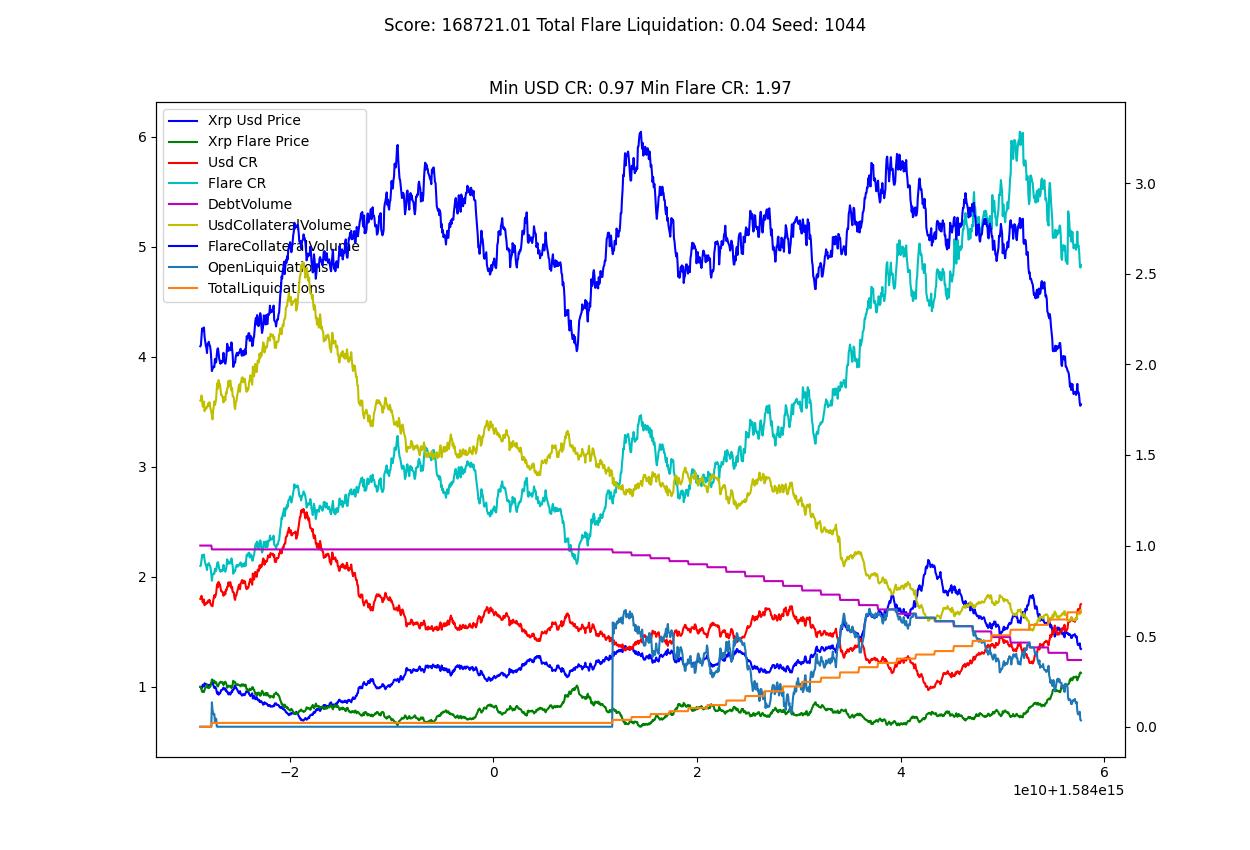 Score: 168721.01 Total Flare Liquidation: 0.04 Seed: 1044
Min USD CR: 0.97 Min Flare CR: 1.97
Xrp Usd Price
Xrp Flare Price
Usd CR
Flare CR
DebtVolume
UsdCollateralVolume
FlareCollateralVolume
OpenLiquidations
TotalLiquidations
6
5
4
3
2
1
3.0
2.5
2.0
1.5
1.0
0.5
0.0
−2
0
2
4
6
1e10+1.584e15